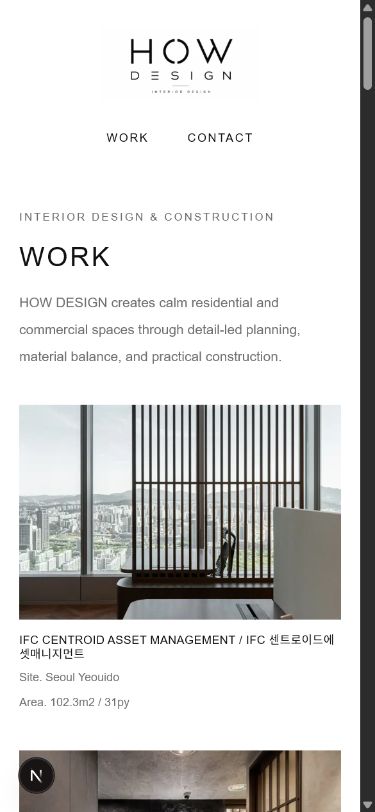 HOW
DESIGN
INTERIOR DESIGN
WORK CONTACT
INTERIOR DESIGN & CONSTRUCTION
WORK
HOW DESIGN creates calm residential and
commercial spaces through detail-led planning,
material balance, and practical construction.
IFC CENTROID ASSET MANAGEMENT / IFC 센트로이드에
셋매니지먼트
Site. Seoul Yeouido
Area. 102.3m2 / 31py
N